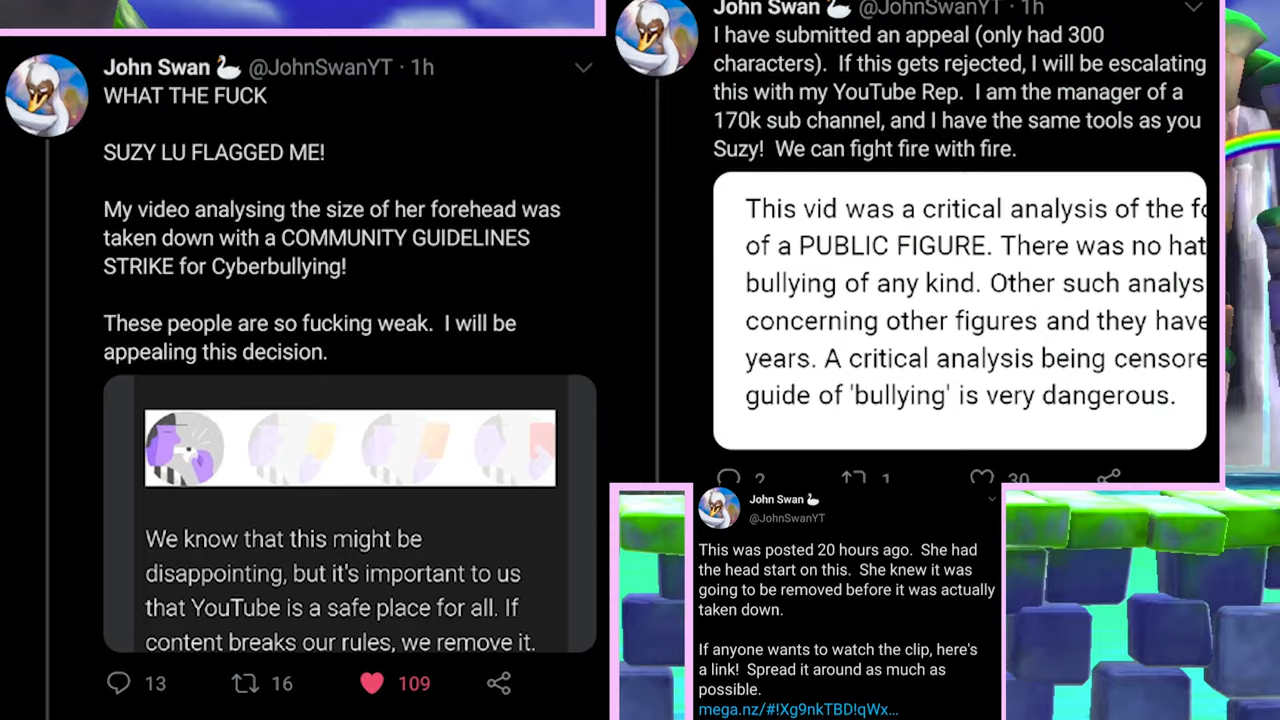 John Swan 🦢 @JohnSwanYT · 1h
WHAT THE FUCK
SUZY LU FLAGGED ME!
My video analysing the size of her forehead was
taken down with a COMMUNITY GUIDELINES
STRIKE for Cyberbullying!
These people are so fucking weak. I will be
appealing this decision.
We know that this might be
disappointing, but it's important to us
that YouTube is a safe place for all. If
content breaks our rules, we remove it.
13 16 109
John Swan 🦢 @JohnSwanYT · 1h
I have submitted an appeal (only had 300
characters). If this gets rejected, I will be escalating
this with my YouTube Rep. I am the manager of a
170k sub channel, and I have the same tools as you
Suzy! We can fight fire with fire.
This vid was a critical analysis of the fo
of a PUBLIC FIGURE. There was no hat
bullying of any kind. Other such analys
concerning other figures and they have
years. A critical analysis being censore
guide of 'bullying' is very dangerous.
2 1 30
John Swan 🦢
@JohnSwanYT
This was posted 20 hours ago. She had
the head start on this. She knew it was
going to be removed before it was actually
taken down.
If anyone wants to watch the clip, here's
a link! Spread it around as much as
possible.
mega.nz/#!Xg9nkTBD!qWx...